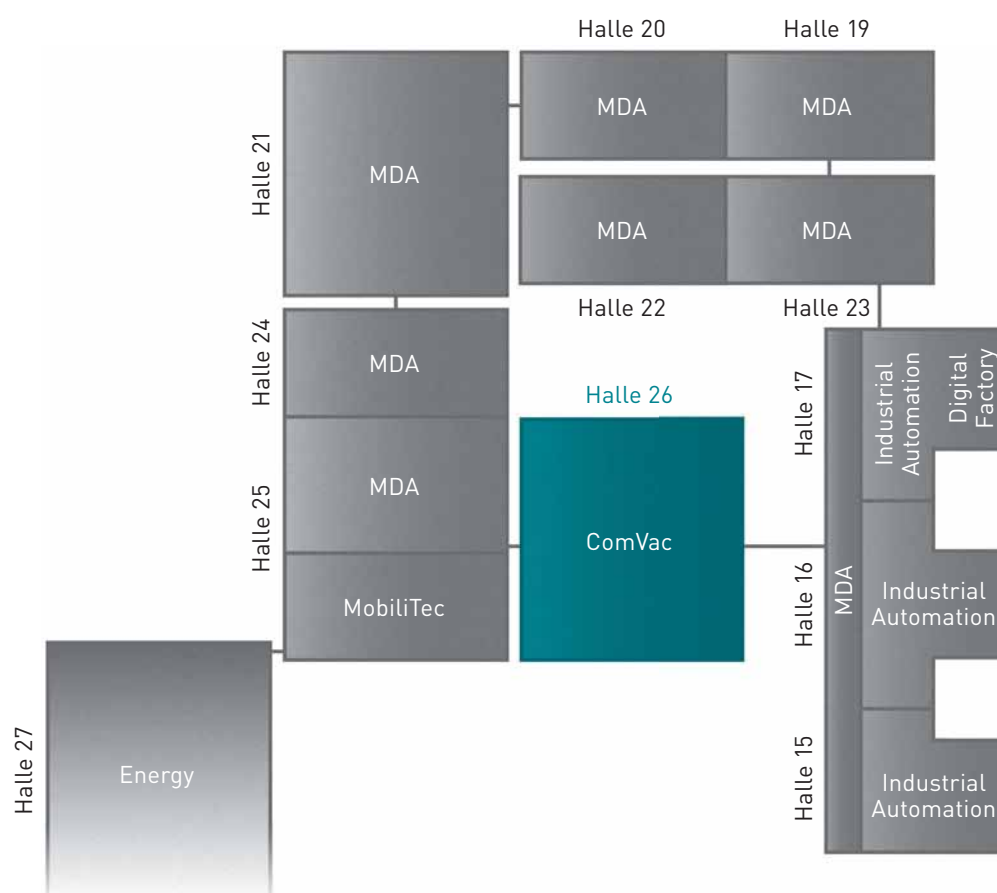 Halle 20
Halle 19
MDA
MDA
Halle 21
MDA
MDA
MDA
Halle 22
Halle 23
Halle 24
MDA
Halle 26
Halle 17
Industrial
Automation
Digital
Factory
Halle 25
MDA
ComVac
MobiliTec
Halle 16
MDA
Industrial
Automation
Halle 27
Energy
Halle 15
Industrial
Automation